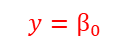 y = β₀